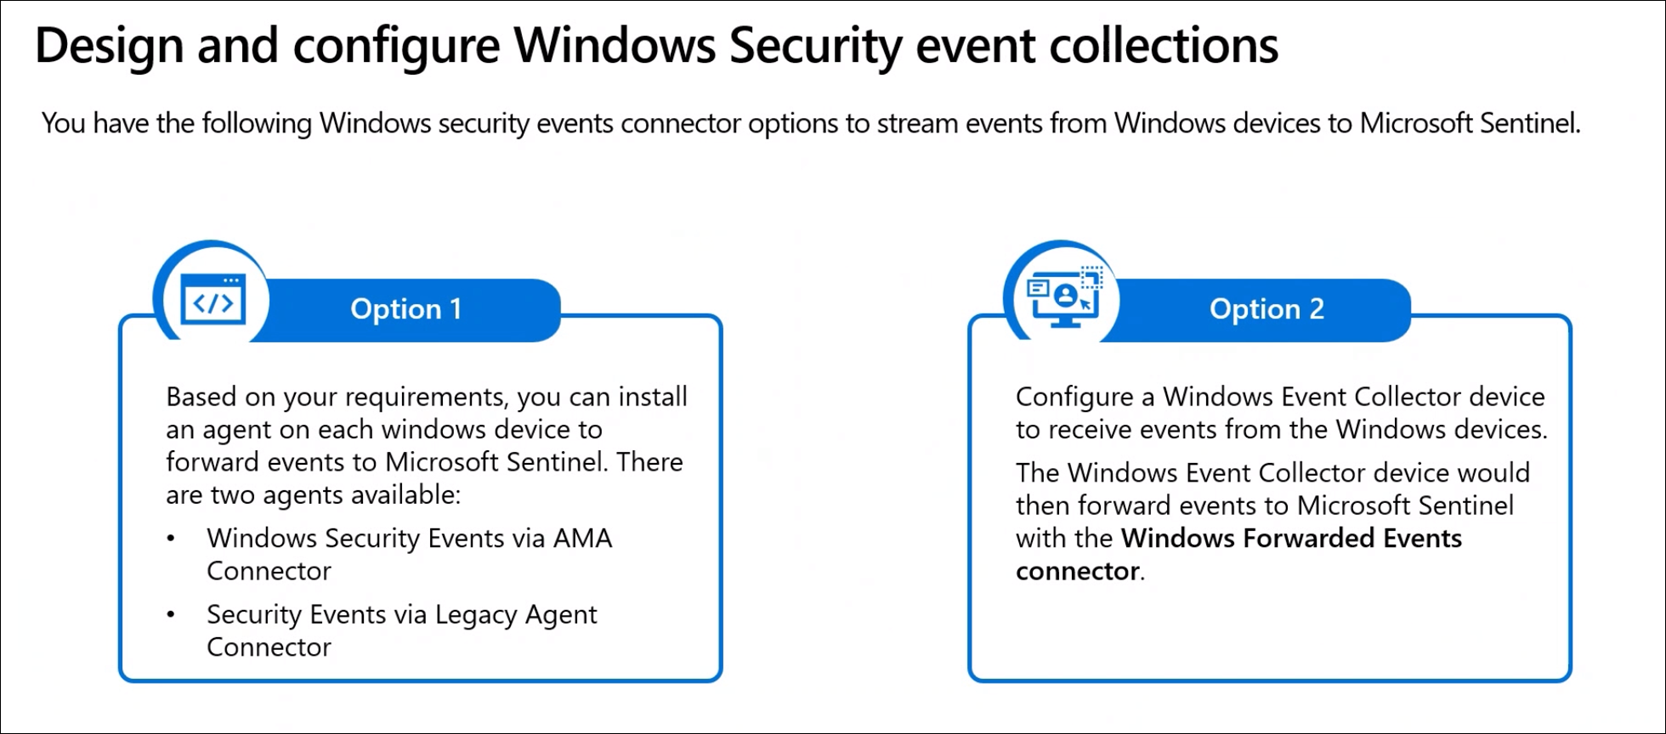 Design and configure Windows Security event collections
You have the following Windows security events connector options to stream events from Windows devices to Microsoft Sentinel.
Option 1
Based on your requirements, you can install
an agent on each windows device to
forward events to Microsoft Sentinel. There
are two agents available:
• Windows Security Events via AMA
Connector
• Security Events via Legacy Agent
Connector
Option 2
Configure a Windows Event Collector device
to receive events from the Windows devices.
The Windows Event Collector device would
then forward events to Microsoft Sentinel
with the Windows Forwarded Events
connector.